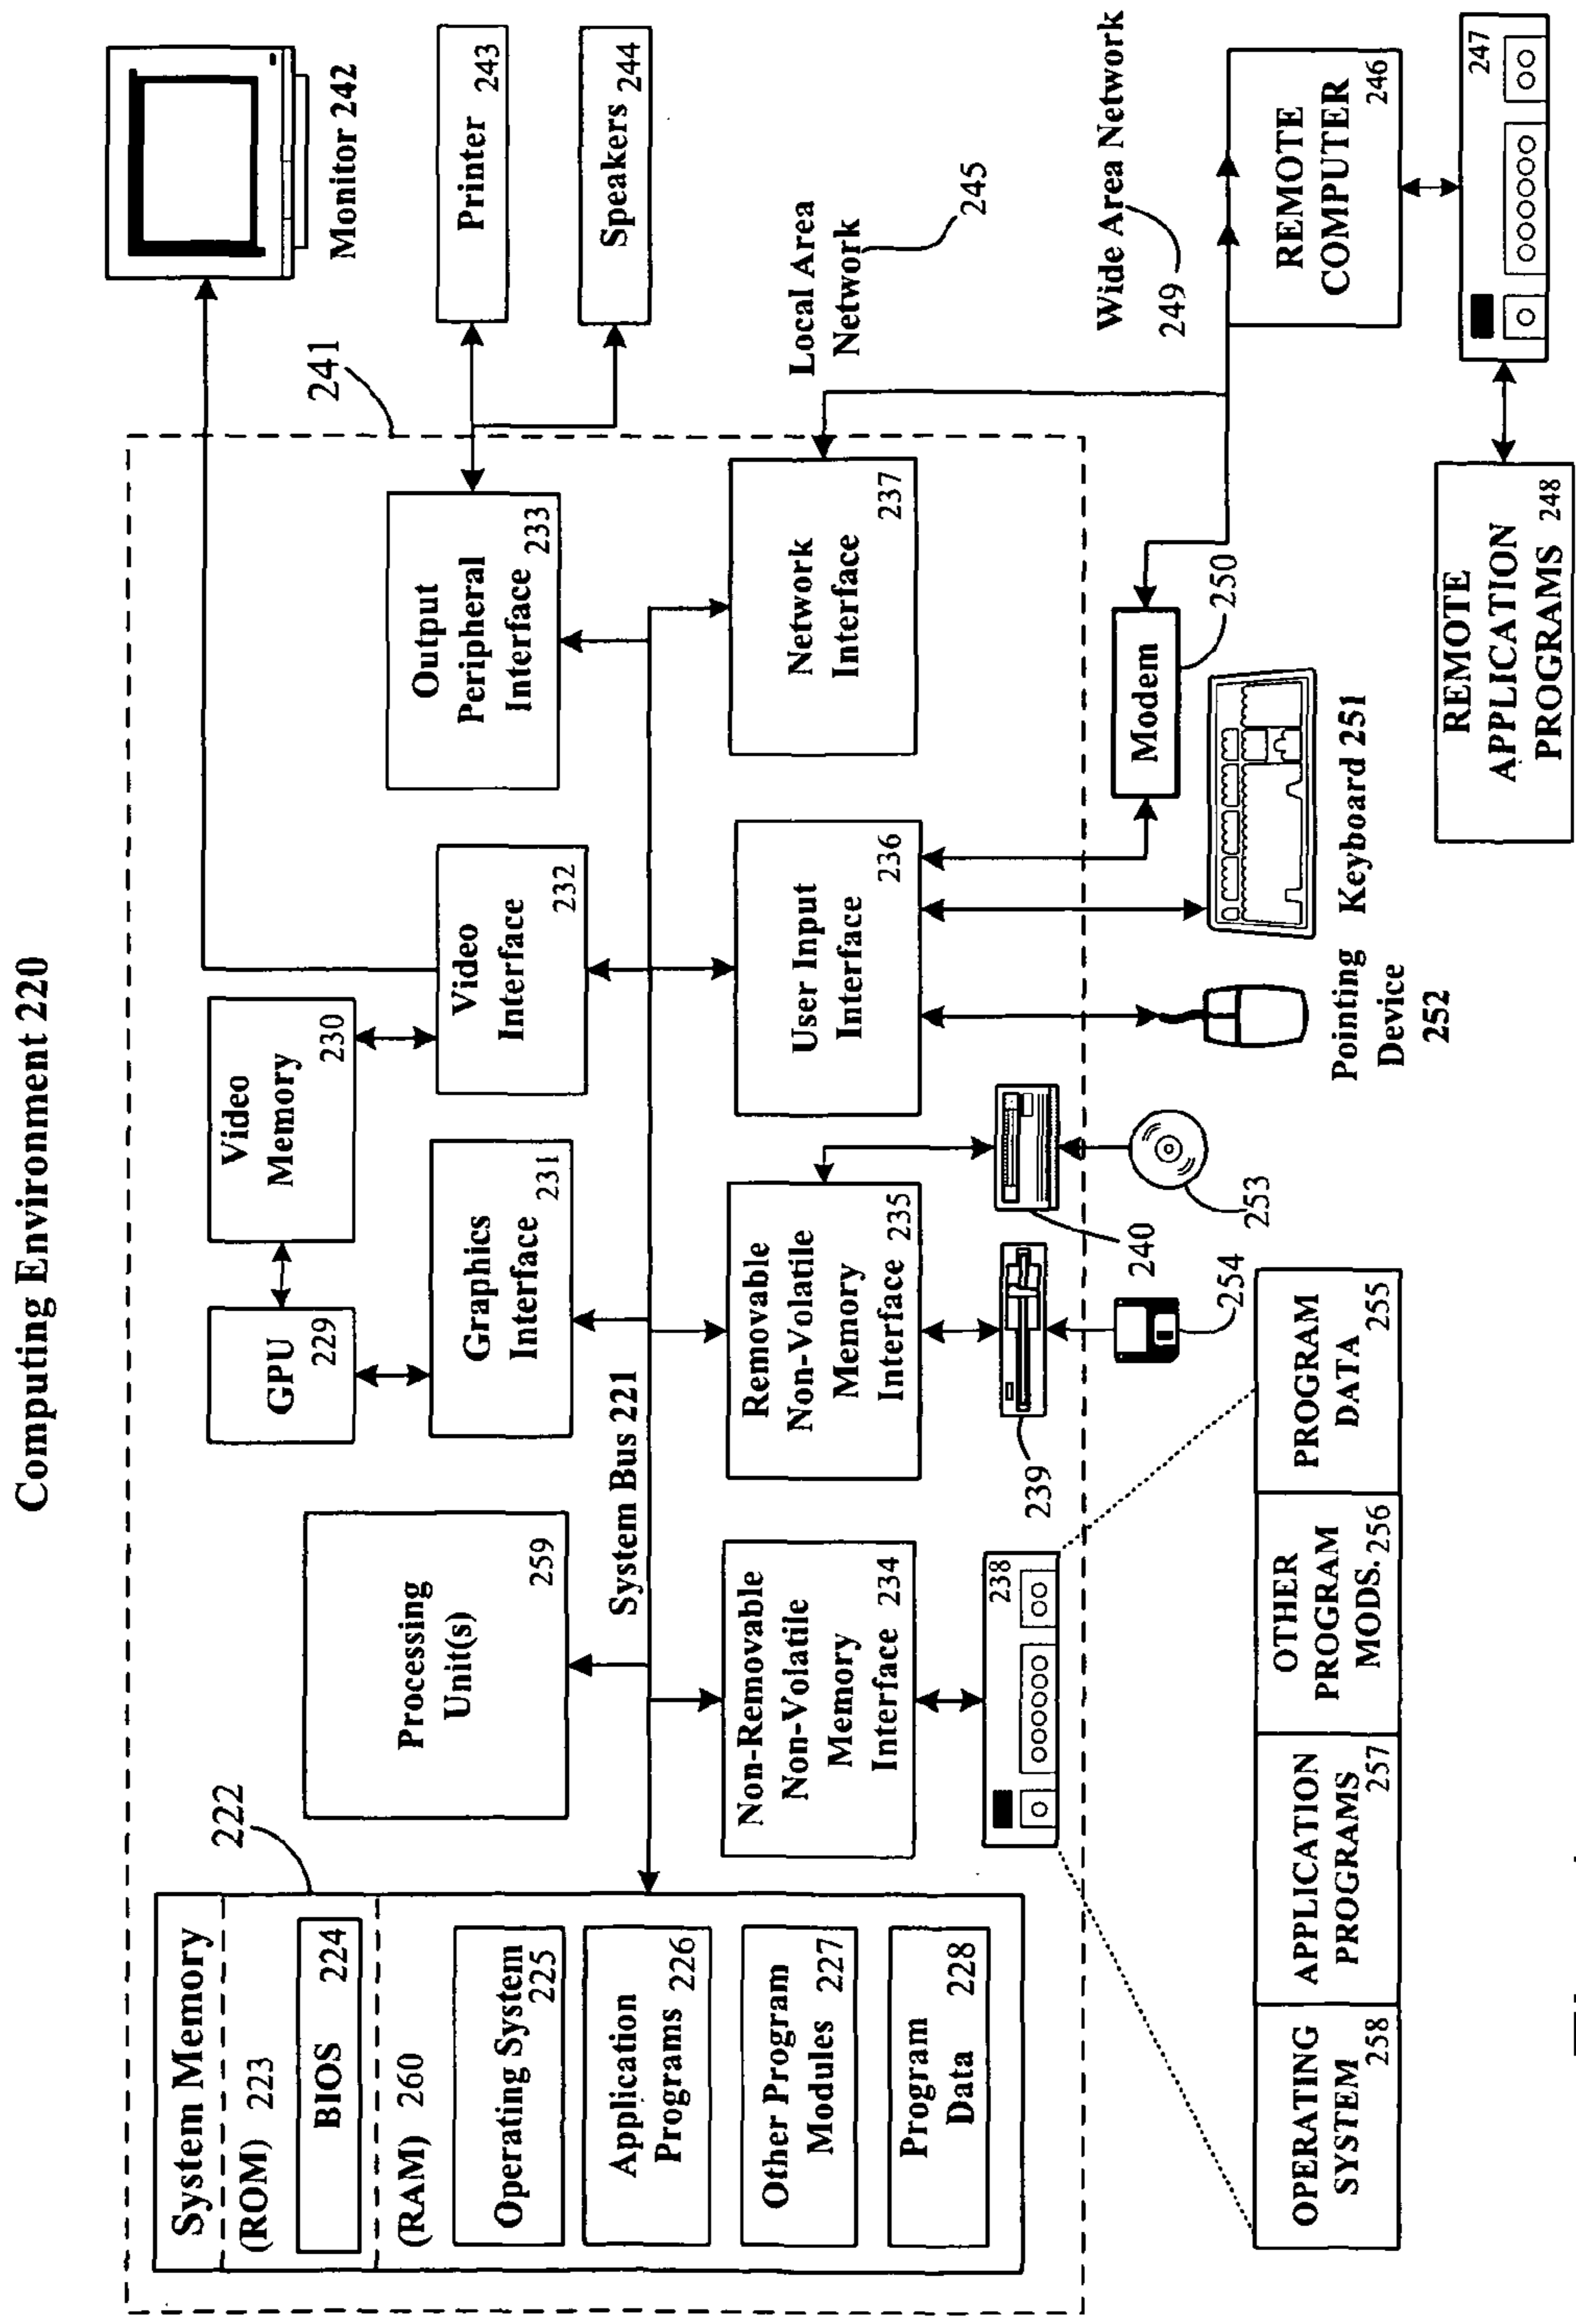 Computing Environment 220
System Memory
(ROM) 223
BIOS 224
(RAM) 260
Operating System
225
Application
Programs 226
Other Program
Modules 227
Program
Data 228
222
Processing
Unit(s)
259
System Bus 221
GPU
229
Video
Memory
230
Graphics
Interface
231
Video
Interface
232
Output
Peripheral
Interface 233
241
Monitor 242
Printer 243
Speakers 244
Non-Removable
Non-Volatile
Memory
Interface 234
Removable
Non-Volatile
Memory
Interface 235
User Input
Interface
236
Network
Interface
237
Local Area
Network
245
Wide Area Network
249
238
239
240
253
254
Modem
250
Keyboard 251
Pointing
Device
252
REMOTE
COMPUTER
246
247
REMOTE
APPLICATION
PROGRAMS 248
OPERATING
SYSTEM
258
APPLICATION
PROGRAMS
257
OTHER
PROGRAM
MODS. 256
PROGRAM
DATA
255